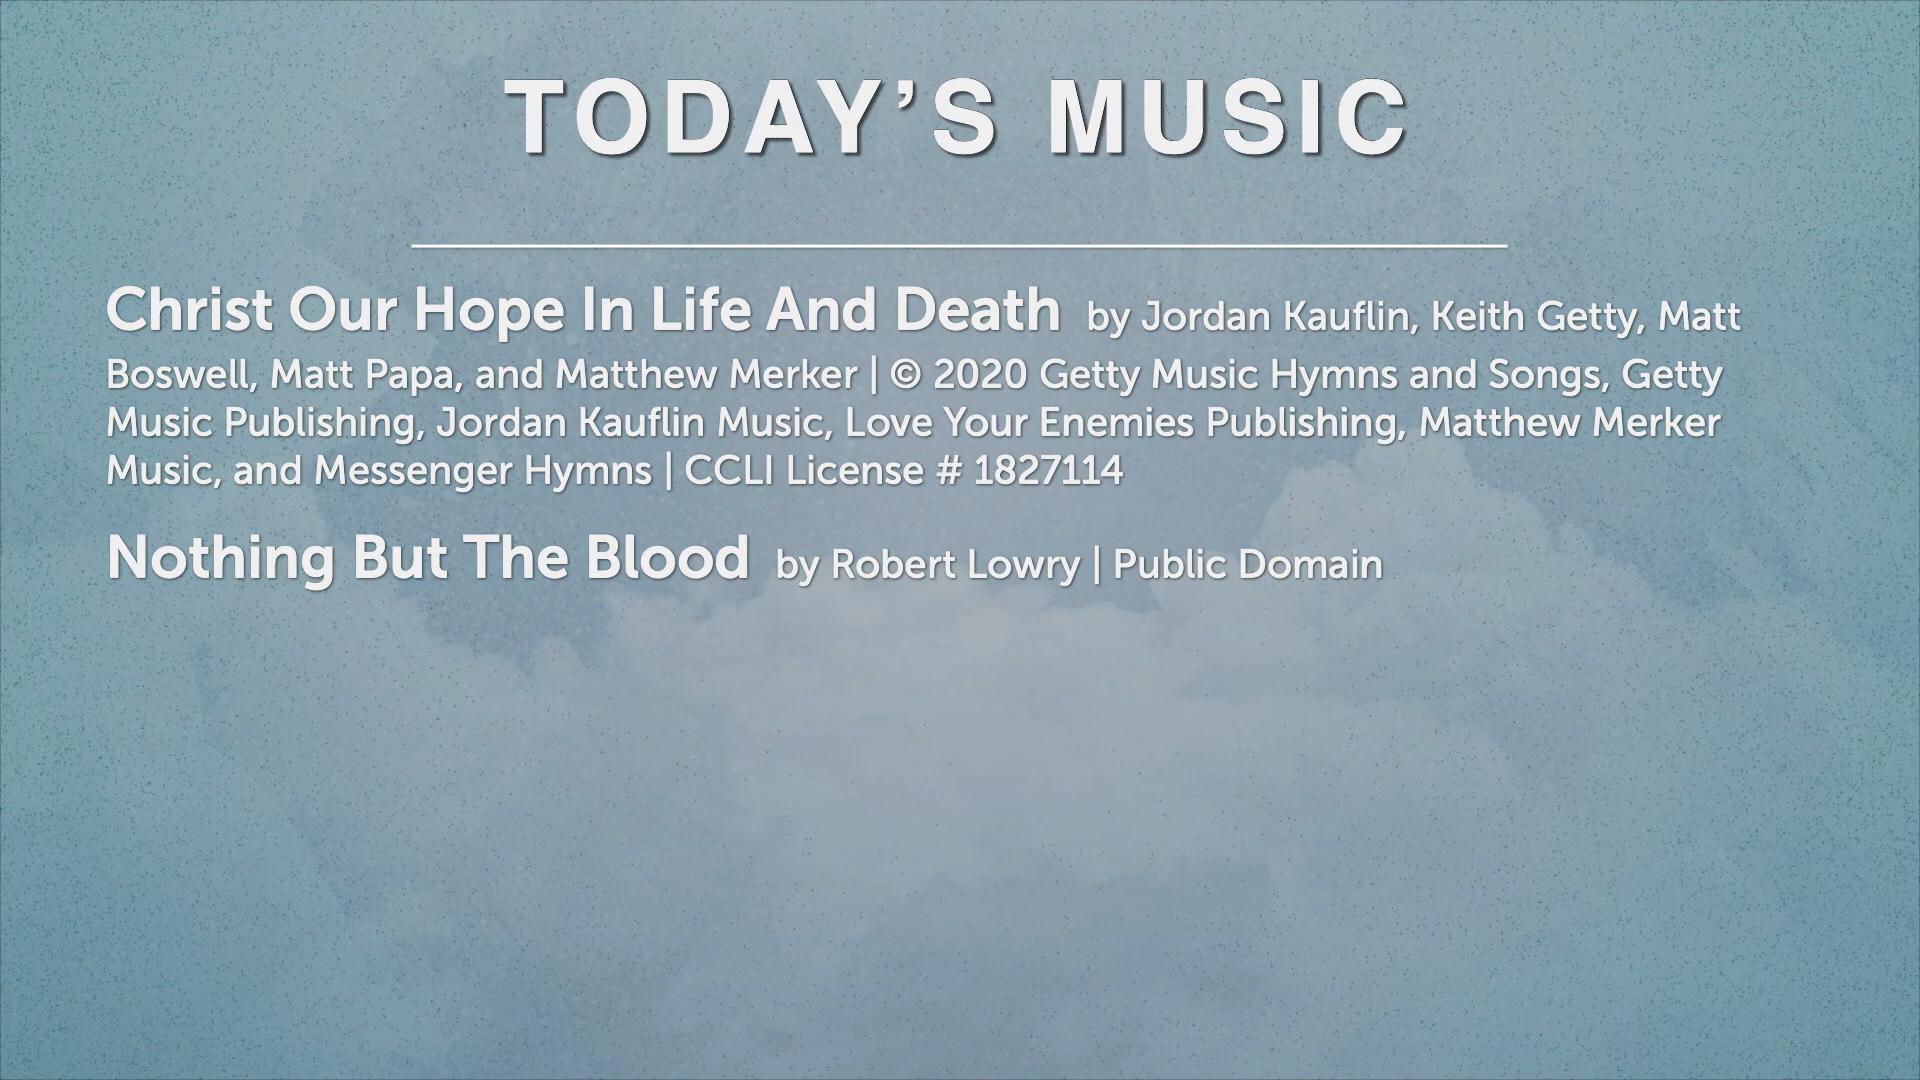 TODAY’S MUSIC
Christ Our Hope In Life And Death by Jordan Kauflin, Keith Getty, Matt
Boswell, Matt Papa, and Matthew Merker | © 2020 Getty Music Hymns and Songs, Getty
Music Publishing, Jordan Kauflin Music, Love Your Enemies Publishing, Matthew Merker
Music, and Messenger Hymns | CCLI License # 1827114
Nothing But The Blood by Robert Lowry | Public Domain